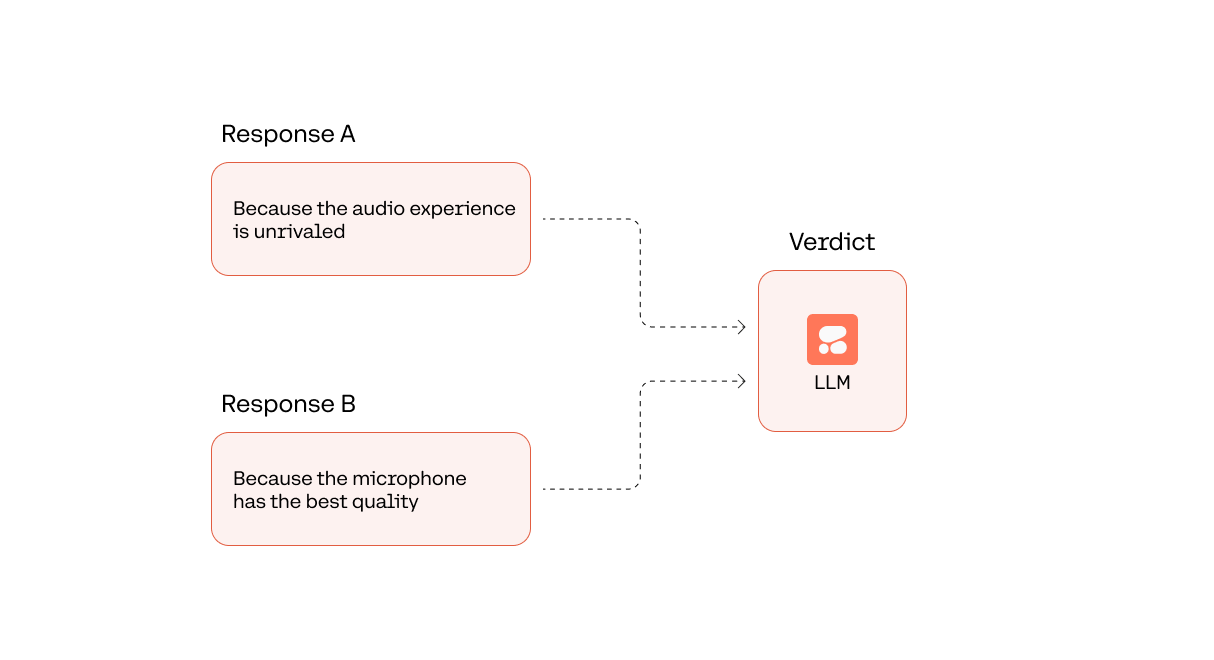 Response A
Because the audio experience
is unrivaled
Verdict
LLM
Response B
Because the microphone
has the best quality